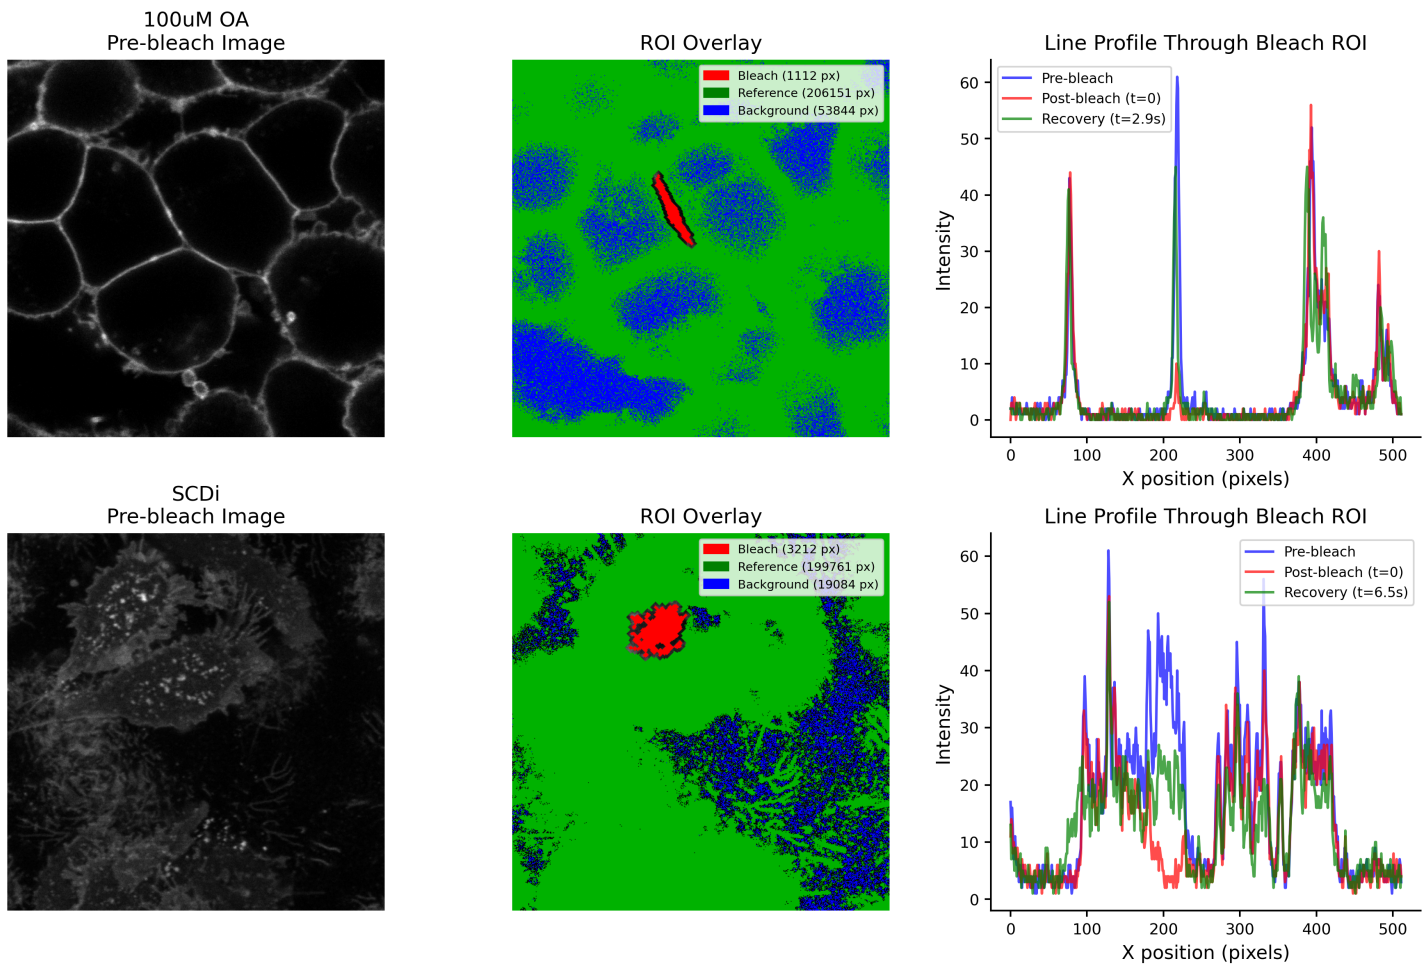 100uM OA
Pre-bleach Image
ROI Overlay
Bleach (1112 px)
Reference (206151 px)
Background (53844 px)
Line Profile Through Bleach ROI
Pre-bleach
Post-bleach (t=0)
Recovery (t=2.9s)
Intensity
60
50
40
30
20
10
0
0 100 200 300 400 500
X position (pixels)
SCDi
Pre-bleach Image
ROI Overlay
Bleach (3212 px)
Reference (199761 px)
Background (19084 px)
Line Profile Through Bleach ROI
Pre-bleach
Post-bleach (t=0)
Recovery (t=6.5s)
Intensity
60
50
40
30
20
10
0
0 100 200 300 400 500
X position (pixels)